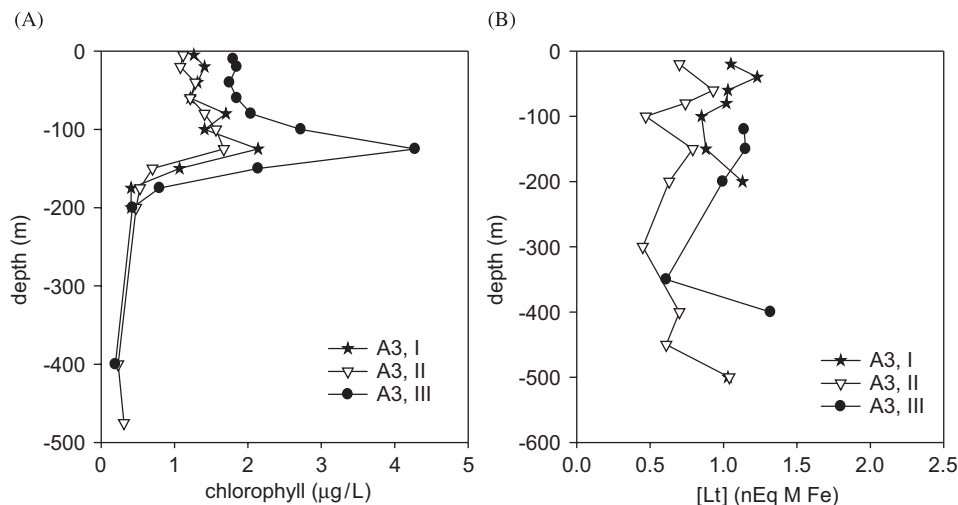 (A)
0
-100
-200
-300
-400
-500
depth (m)
0 1 2 3 4 5
chlorophyll (μg/L)
A3, I
A3, II
A3, III
(B)
0
-100
-200
-300
-400
-500
-600
depth (m)
0.0 0.5 1.0 1.5 2.0 2.5
[Lt] (nEq M Fe)
A3, I
A3, II
A3, III